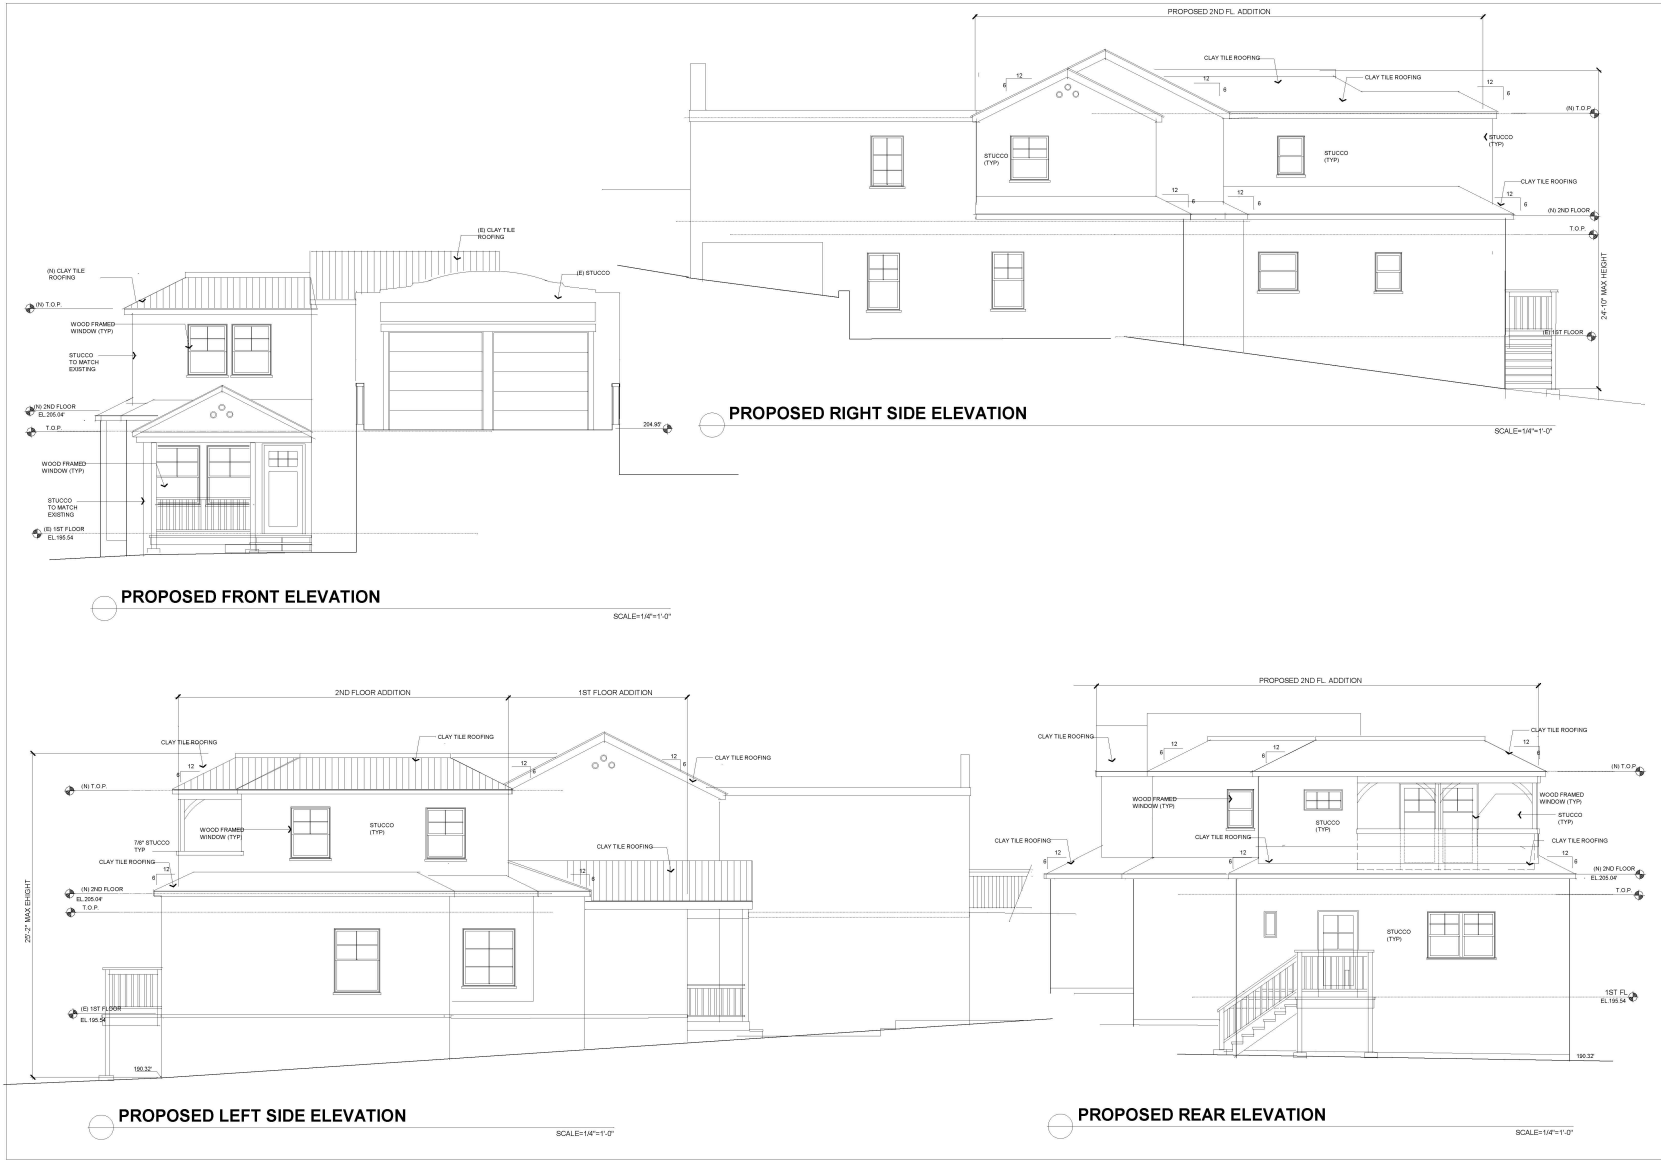 PROPOSED 2ND FL. ADDITION
CLAY TILE ROOFING
CLAY TILE ROOFING
12
6
12
6
12
6
(N) T.O.P.
STUCCO
(TYP)
STUCCO
(TYP)
STUCCO
(TYP)
CLAY TILE ROOFING
12
6
12
6
12
6
(N) 2ND FLOOR
T.O.P.
24'-10" MAX HEIGHT
(E) 1ST FLOOR
PROPOSED RIGHT SIDE ELEVATION
SCALE=1/4"=1'-0"
(E) CLAY TILE
ROOFING
(N) CLAY TILE
ROOFING
(E) STUCCO
(N) T.O.P.
WOOD FRAMED
WINDOW (TYP)
STUCCO
TO MATCH
EXISTING
(N) 2ND FLOOR
EL.205.04'
T.O.P.
204.95'
WOOD FRAMED
WINDOW (TYP)
STUCCO
TO MATCH
EXISTING
(E) 1ST FLOOR
EL.195.54
PROPOSED FRONT ELEVATION
SCALE=1/4"=1'-0"
2ND FLOOR ADDITION
1ST FLOOR ADDITION
CLAY TILE ROOFING
CLAY TILE ROOFING
CLAY TILE ROOFING
12
6
12
6
12
6
(N) T.O.P.
WOOD FRAMED
WINDOW (TYP)
STUCCO
(TYP)
7/8" STUCCO
TYP
CLAY TILE ROOFING
CLAY TILE ROOFING
12
6
12
6
(N) 2ND FLOOR
EL.205.04'
T.O.P.
25'-2" MAX EHIGHT
(E) 1ST FLOOR
EL.195.54
190.32'
PROPOSED LEFT SIDE ELEVATION
SCALE=1/4"=1'-0"
PROPOSED 2ND FL. ADDITION
CLAY TILE ROOFING
CLAY TILE ROOFING
12
6
12
6
12
6
(N) T.O.P.
WOOD FRAMED
WINDOW (TYP)
WOOD FRAMED
WINDOW (TYP)
STUCCO
(TYP)
STUCCO
(TYP)
CLAY TILE ROOFING
CLAY TILE ROOFING
CLAY TILE ROOFING
12
6
12
6
12
6
(N) 2ND FLOOR
EL.205.04'
T.O.P.
STUCCO
(TYP)
1ST FL.
EL.195.54
190.32'
PROPOSED REAR ELEVATION
SCALE=1/4"=1'-0"